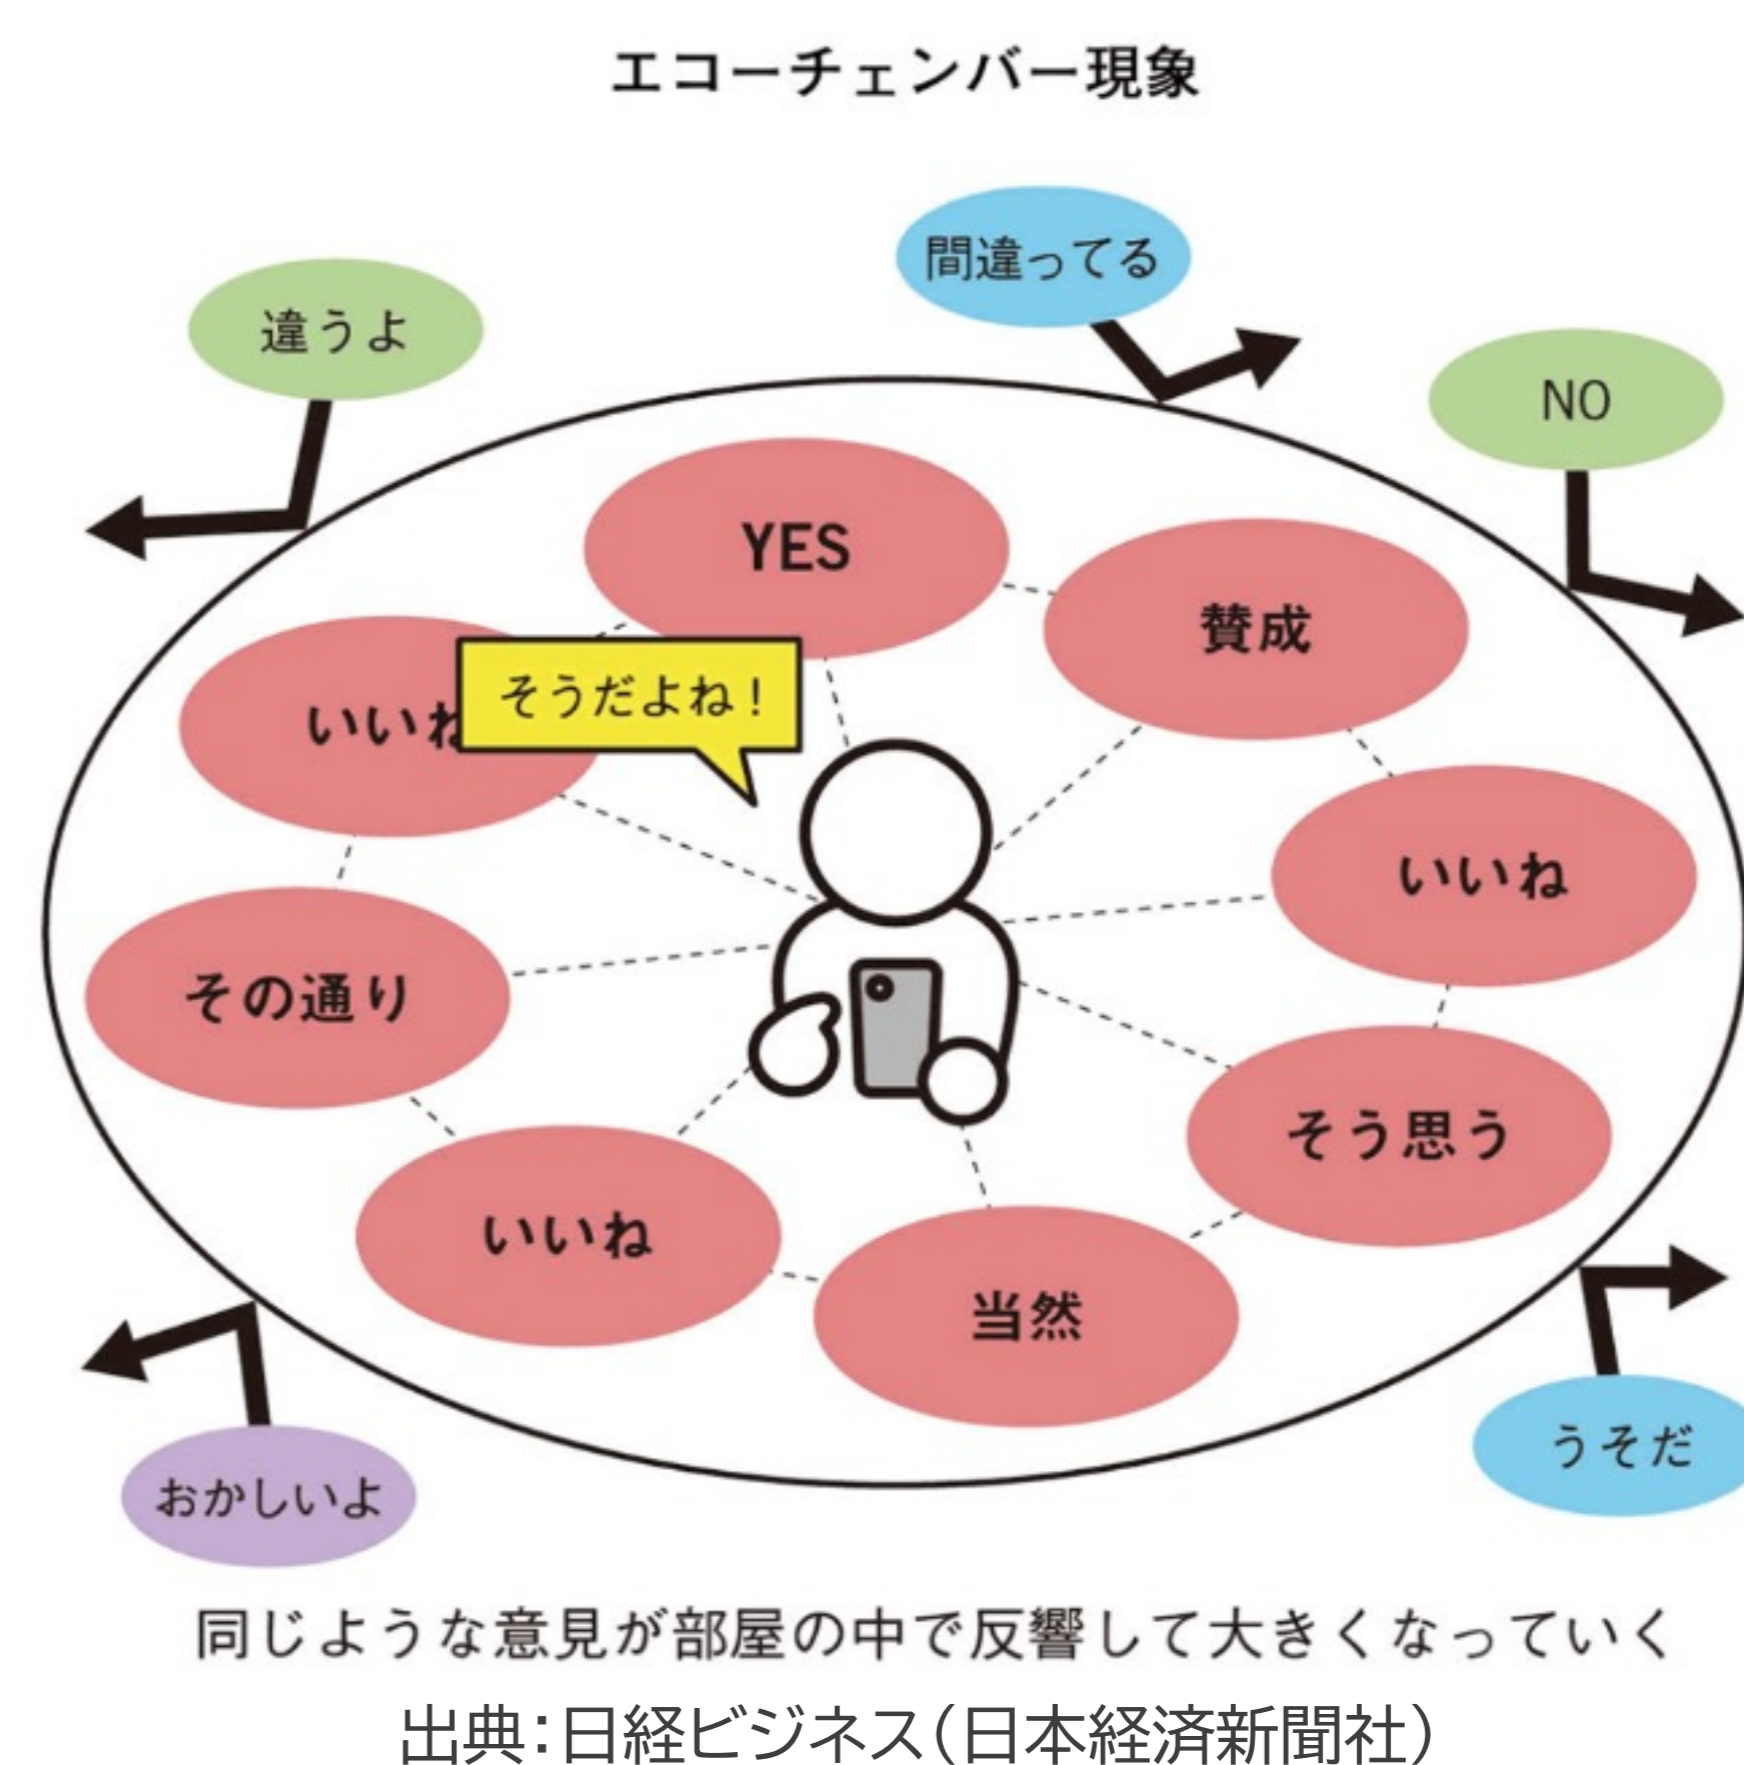 エコーチェンバー現象
間違ってる
違うよ
NO
YES
賛成
いいね
そうだよね！
いいね
その通り
そう思う
いいね
当然
うそだ
おかしいよ
同じような意見が部屋の中で反響して大きくなっていく
出典：日経ビジネス（日本経済新聞社）